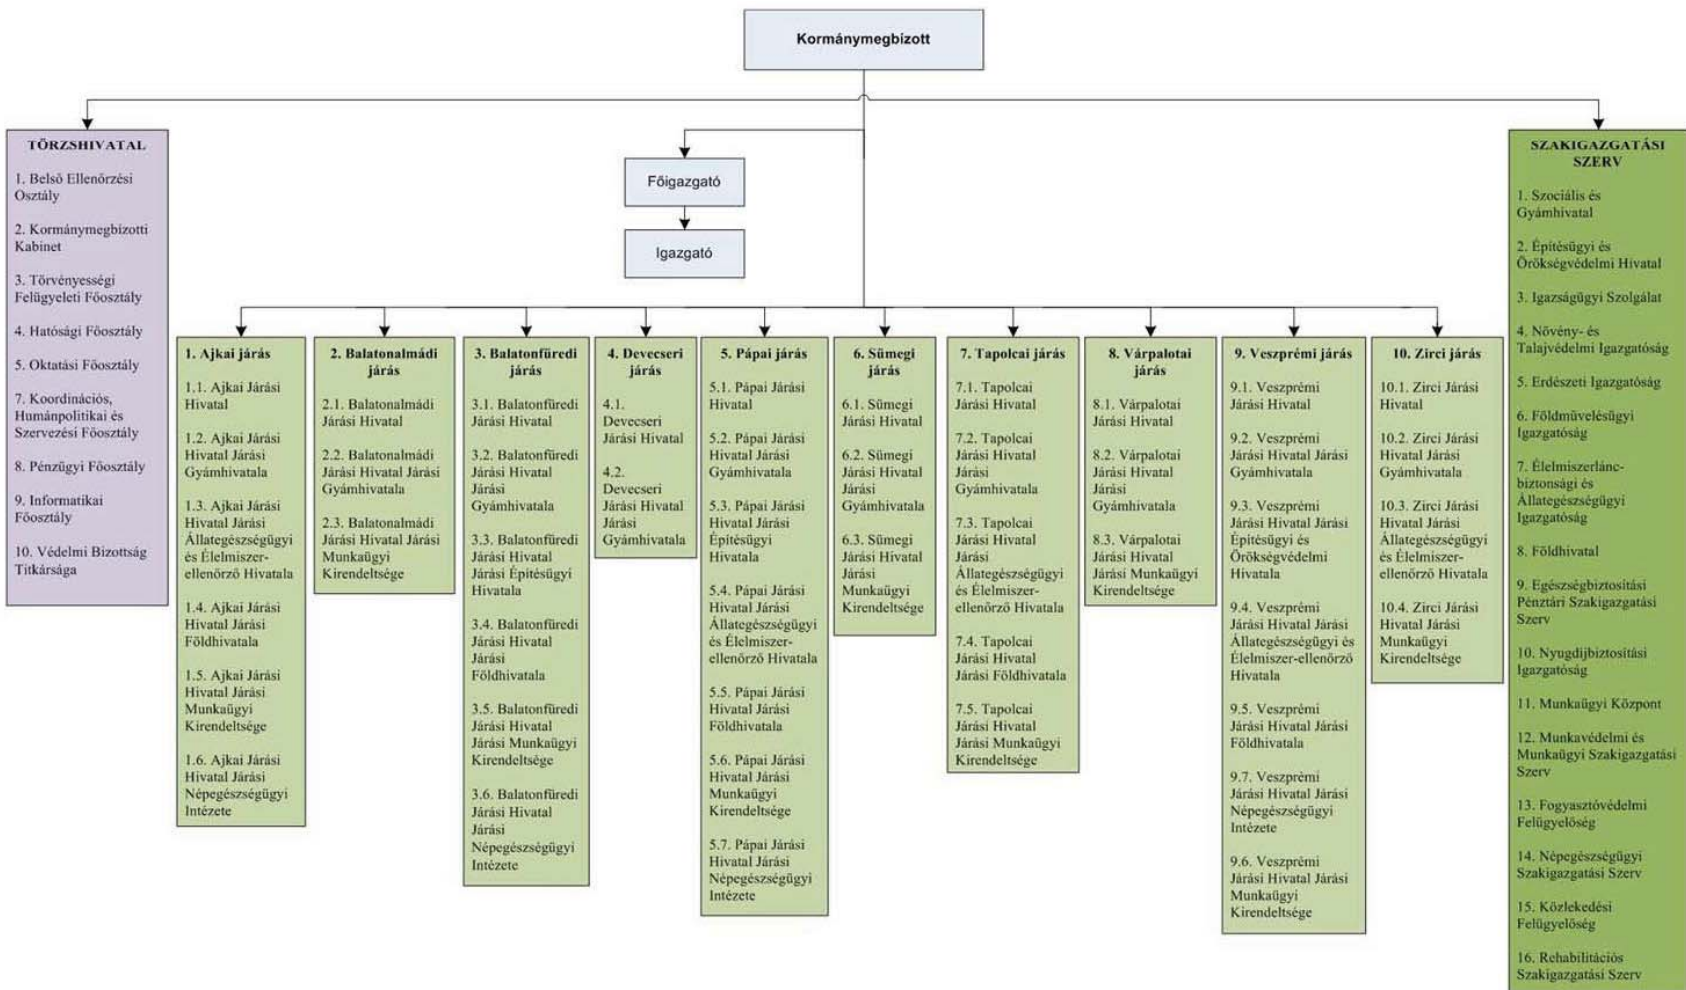 Kormánymegbízott
TÖRZSHIVATAL
1. Belső Ellenőrzési
Osztály
2. Kormánymegbízotti
Kabinet
3. Törvényességi
Felügyeleti Főosztály
4. Hatósági Főosztály
5. Oktatási Főosztály
7. Koordinációs,
Humánpolitikai és
Szervezési Főosztály
8. Pénzügyi Főosztály
9. Informatikai
Főosztály
10. Védelmi Bizottság
Titkársága
Főigazgató
Igazgató
1. Ajkai járás
1.1. Ajkai Járási
Hivatal
1.2. Ajkai Járási
Hivatal Járási
Gyámhivatala
1.3. Ajkai Járási
Hivatal Járási
Állategészségügyi
és Élelmiszer-
ellenőrző Hivatala
1.4. Ajkai Járási
Hivatal Járási
Földhivatala
1.5. Ajkai Járási
Hivatal Járási
Munkaügyi
Kirendeltsége
1.6. Ajkai Járási
Hivatal Járási
Népegészségügyi
Intézete
2. Balatonalmádi
járás
2.1. Balatonalmádi
Járási Hivatal
2.2. Balatonalmádi
Járási Hivatal Járási
Gyámhivatala
2.3. Balatonalmádi
Járási Hivatal Járási
Munkaügyi
Kirendeltsége
3. Balatonfüredi
járás
3.1. Balatonfüredi
Járási Hivatal
3.2. Balatonfüredi
Járási Hivatal
Járási
Gyámhivatala
3.3. Balatonfüredi
Járási Hivatal
Járási Építésügyi
Hivatala
3.4. Balatonfüredi
Járási Hivatal
Járási
Földhivatala
3.5. Balatonfüredi
Járási Hivatal
Járási Munkaügyi
Kirendeltsége
3.6. Balatonfüredi
Járási Hivatal
Járási
Népegészségügyi
Intézete
4. Devecseri
járás
4.1.
Devecseri
Járási Hivatal
4.2.
Devecseri
Járási Hivatal
Járási
Gyámhivatala
5. Pápai járás
5.1. Pápai Járási
Hivatal
5.2. Pápai Járási
Hivatal Járási
Gyámhivatala
5.3. Pápai Járási
Hivatal Járási
Építésügyi
Hivatala
5.4. Pápai Járási
Hivatal Járási
Állategészségügyi
és Élelmiszer-
ellenőrző Hivatala
5.5. Pápai Járási
Hivatal Járási
Földhivatala
5.6. Pápai Járási
Hivatal Járási
Munkaügyi
Kirendeltsége
5.7. Pápai Járási
Hivatal Járási
Népegészségügyi
Intézete
6. Sümegi
járás
6.1. Sümegi
Járási Hivatal
6.2. Sümegi
Járási Hivatal
Járási
Gyámhivatala
6.3. Sümegi
Járási Hivatal
Járási
Munkaügyi
Kirendeltsége
7. Tapolcai járás
7.1. Tapolcai
Járási Hivatal
7.2. Tapolcai
Járási Hivatal
Járási
Gyámhivatala
7.3. Tapolcai
Járási Hivatal
Járási
Állategészségügyi
és Élelmiszer-
ellenőrző Hivatala
7.4. Tapolcai
Járási Hivatal
Járási Földhivatala
7.5. Tapolcai
Járási Hivatal
Járási Munkaügyi
Kirendeltsége
8. Várpalotai
járás
8.1. Várpalotai
Járási Hivatal
8.2. Várpalotai
Járási Hivatal
Járási
Gyámhivatala
8.3. Várpalotai
Járási Hivatal
Járási Munkaügyi
Kirendeltsége
9. Veszprémi járás
9.1. Veszprémi
Járási Hivatal
9.2. Veszprémi
Járási Hivatal Járási
Gyámhivatala
9.3. Veszprémi
Járási Hivatal Járási
Építésügyi és
Örökségvédelmi
Hivatala
9.4. Veszprémi
Járási Hivatal Járási
Állategészségügyi és
Élelmiszer-ellenőrző
Hivatala
9.5. Veszprémi
Járási Hivatal Járási
Földhivatala
9.7. Veszprémi
Járási Hivatal Járási
Népegészségügyi
Intézete
9.6. Veszprémi
Járási Hivatal Járási
Munkaügyi
Kirendeltsége
10. Zirci járás
10.1. Zirci Járási
Hivatal
10.2. Zirci Járási
Hivatal Járási
Gyámhivatala
10.3. Zirci Járási
Hivatal Járási
Állategészségügyi
és Élelmiszer-
ellenőrző Hivatala
10.4. Zirci Járási
Hivatal Járási
Munkaügyi
Kirendeltsége
SZAKIGAZGATÁSI
SZERV
1. Szociális és
Gyámhivatal
2. Építésügyi és
Örökségvédelmi Hivatal
3. Igazságügyi Szolgálat
4. Növény- és
Talajvédelmi Igazgatóság
5. Erdészeti Igazgatóság
6. Földművelésügyi
Igazgatóság
7. Élelmiszerlánc-
biztonsági és
Állategészségügyi
Igazgatóság
8. Földhivatal
9. Egészségbiztosítási
Pénztári Szakigazgatási
Szerv
10. Nyugdíjbiztosítási
Igazgatóság
11. Munkaügyi Központ
12. Munkavédelmi és
Munkaügyi Szakigazgatási
Szerv
13. Fogyasztóvédelmi
Felügyelőség
14. Népegészségügyi
Szakigazgatási Szerv
15. Közlekedési
Felügyelőség
16. Rehabilitációs
Szakigazgatási Szerv